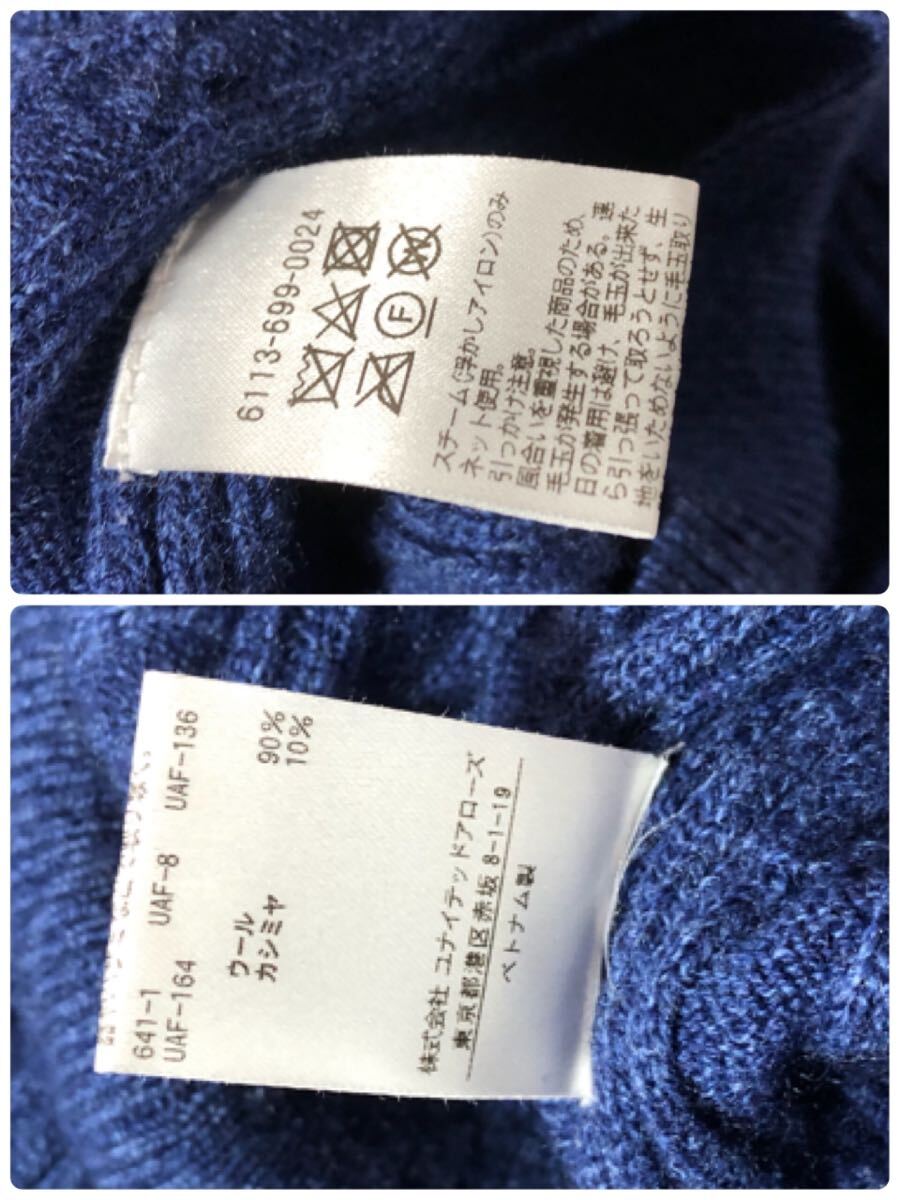 6113-699-0024
W
F
スチーム(浮かしアイロン)のみ
ネット使用。
引っかけ注意。
風合いを重視した商品のため、
毛玉が発生する場合がある。連
日の着用は避け、毛玉が出来た
ら引っ張って取ろうとせず、生
地をいためないように毛玉取り
641-1 UAF-8 UAF-136
UAF-164
ウール 90%
カシミヤ 10%
株式会社 ユナイテッドアローズ
東京都港区赤坂 8-1-19
ベトナム製